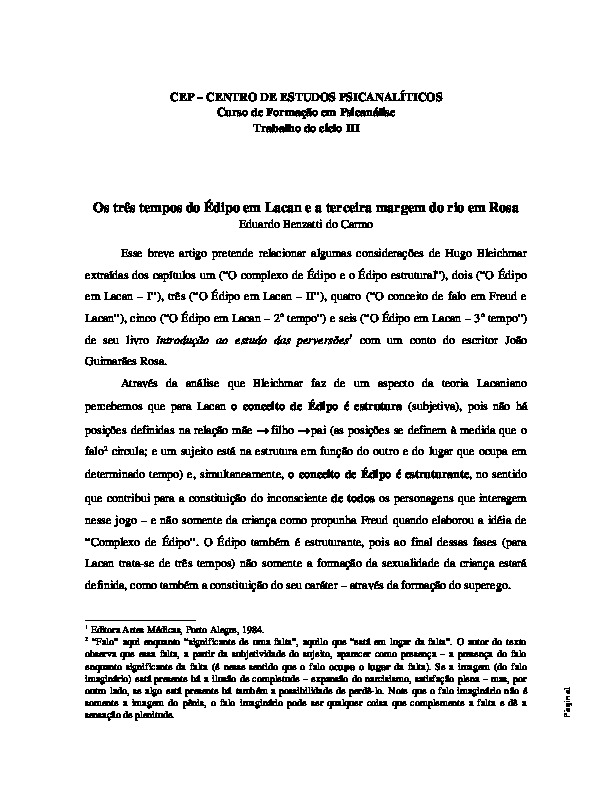 CEP – CENTRO DE ESTUDOS PSICANALÍTICOS
Curso de Formação em Psicanálise
Trabalho do ciclo III
Os três tempos do Édipo em Lacan e a terceira margem do rio em Rosa
Eduardo Benzatti do Carmo
Esse breve artigo pretende relacionar algumas considerações de Hugo Bleichmar
extraídas dos capítulos um (“O complexo de Édipo e o Édipo estrutural”), dois (“O Édipo
em Lacan – I”), três (“O Édipo em Lacan – II”), quatro (“O conceito de falo em Freud e
Lacan”), cinco (“O Édipo em Lacan – 2º tempo”) e seis (“O Édipo em Lacan – 3º tempo”)
de seu livro Introdução ao estudo das perversões¹ com um conto do escritor João
Guimarães Rosa.
Através da análise que Bleichmar faz de um aspecto da teoria Lacaniano
percebemos que para Lacan o conceito de Édipo é estrutura (subjetiva), pois não há
posições definidas na relação mãe →filho →pai (as posições se definem à medida que o
falo² circula; e um sujeito está na estrutura em função do outro e do lugar que ocupa em
determinado tempo) e, simultaneamente, o conceito de Édipo é estruturante, no sentido
que contribui para a constituição do inconsciente de todos os personagens que interagem
nesse jogo – e não somente da criança como propunha Freud quando elaborou a idéia de
“Complexo de Édipo”. O Édipo também é estruturante, pois ao final dessas fases (para
Lacan trata-se de três tempos) não somente a formação da sexualidade da criança estará
definida, como também a constituição do seu caráter – através da formação do superego.
¹ Editora Artes Médicas, Porto Alegre, 1984.
² “Falo” aqui enquanto “significante de uma falta”, aquilo que “está em lugar da falta”. O autor do texto
observa que essa falta, a partir da subjetividade do sujeito, aparecer como presença – a presença do falo
enquanto significante da falta (é nesse sentido que o falo ocupa o lugar da falta). Se a imagem (do falo
imaginário) está presente há a ilusão de completude – expansão do narcisismo, satisfação plena – mas, por
outro lado, se algo está presente há também a possibilidade de perdê-lo. Note que o falo imaginário não é
somente a imagem do pênis, o falo imaginário pode ser qualquer coisa que complemente a falta e dê a
sensação de plenitude.
Página1